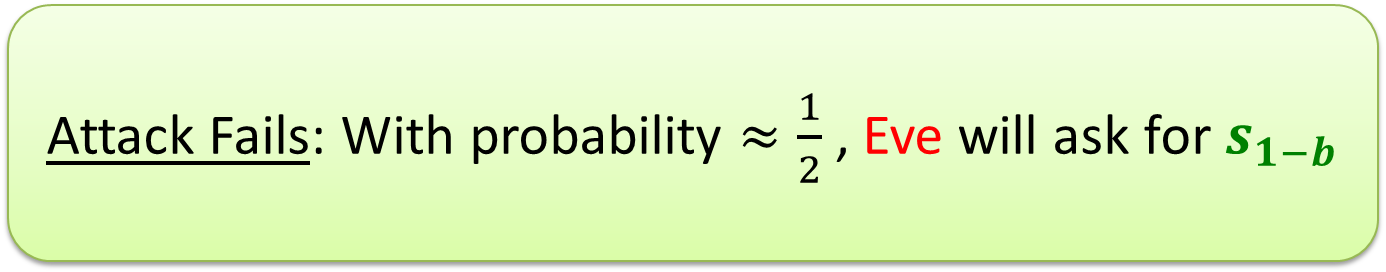 Attack Fails: With probability ≈ 1/2 , Eve will ask for s_{1−b}